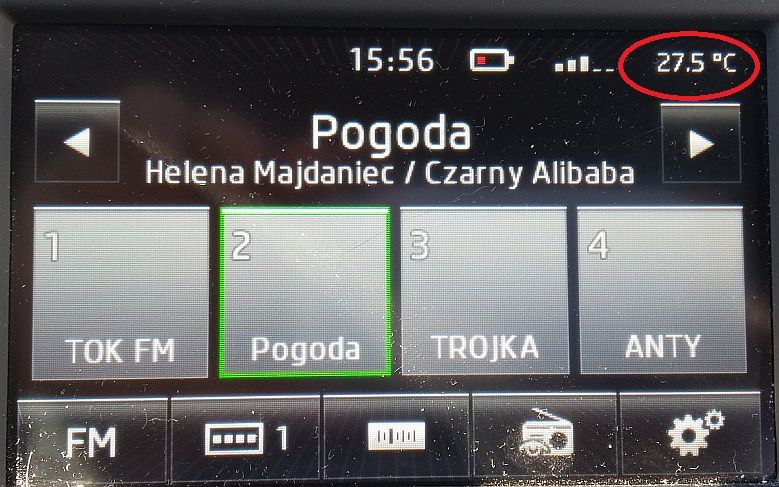 15:56 27.5 °C
Pogoda
Helena Majdaniec / Czarny Alibaba
1 2 3 4
TOK FM Pogoda TROJKA ANTY
FM 1